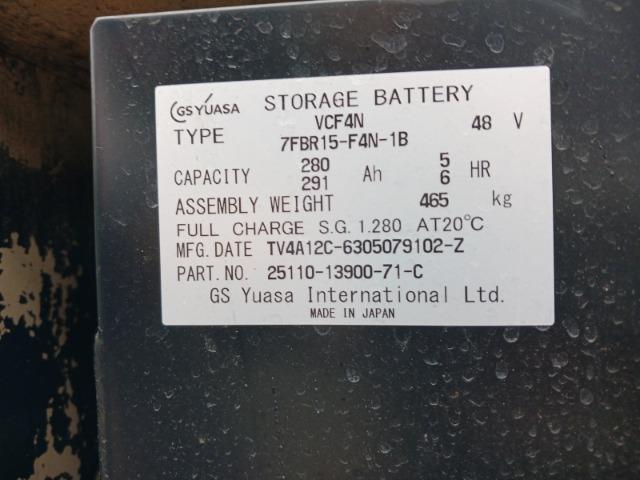 GSYUASA STORAGE BATTERY
TYPE VCF4N 48 V
7FBR15-F4N-1B
CAPACITY 280 Ah 5 HR
291 6
ASSEMBLY WEIGHT 465 kg
FULL CHARGE S.G. 1.280 AT20℃
MFG. DATE TV4A12C-6305079102-Z
PART. NO. 25110-13900-71-C
GS Yuasa International Ltd.
MADE IN JAPAN